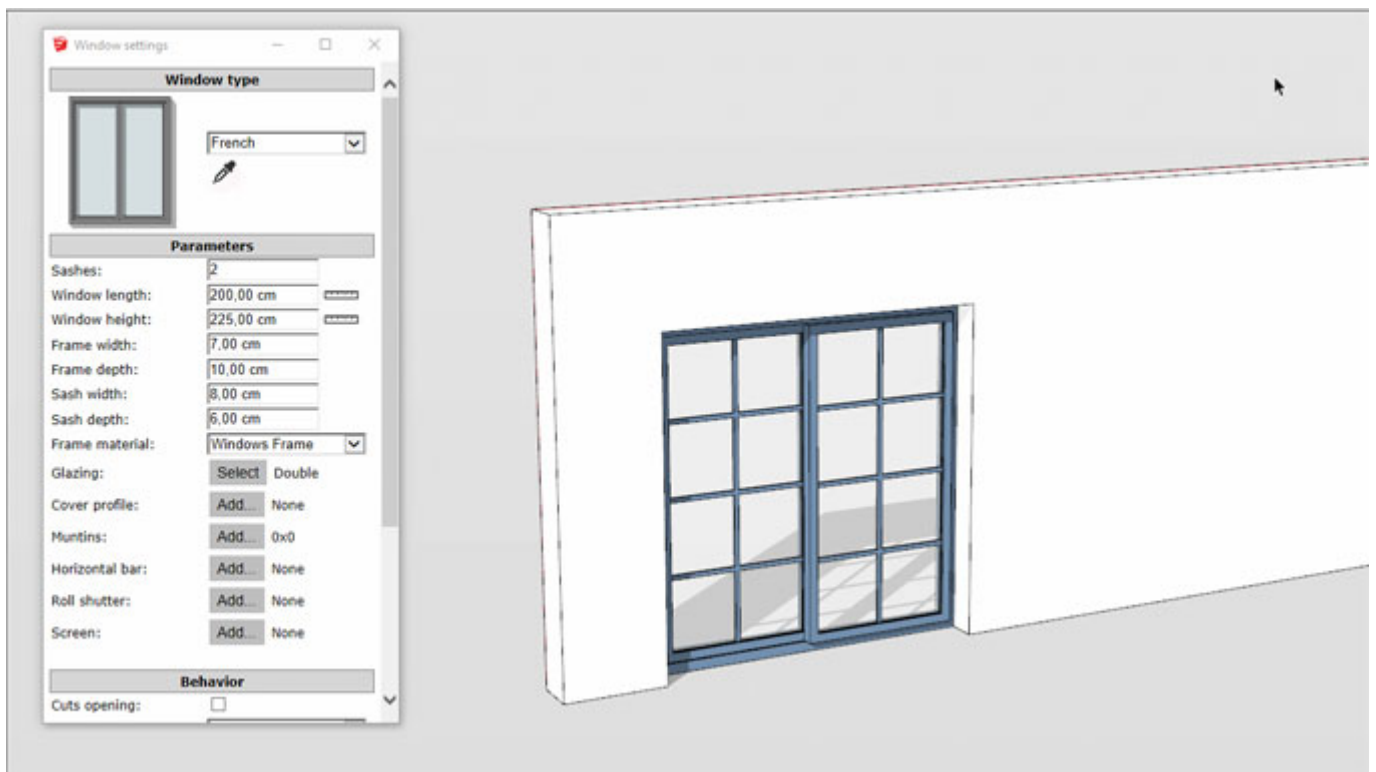 Window settings
Window type
French
Parameters
Sashes: 2
Window length: 200,00 cm
Window height: 225,00 cm
Frame width: 7,00 cm
Frame depth: 10,00 cm
Sash width: 8,00 cm
Sash depth: 6,00 cm
Frame material: Windows Frame
Glazing: Select Double
Cover profile: Add... None
Muntins: Add... 0x0
Horizontal bar: Add... None
Roll shutter: Add... None
Screen: Add... None
Behavior
Cuts opening: